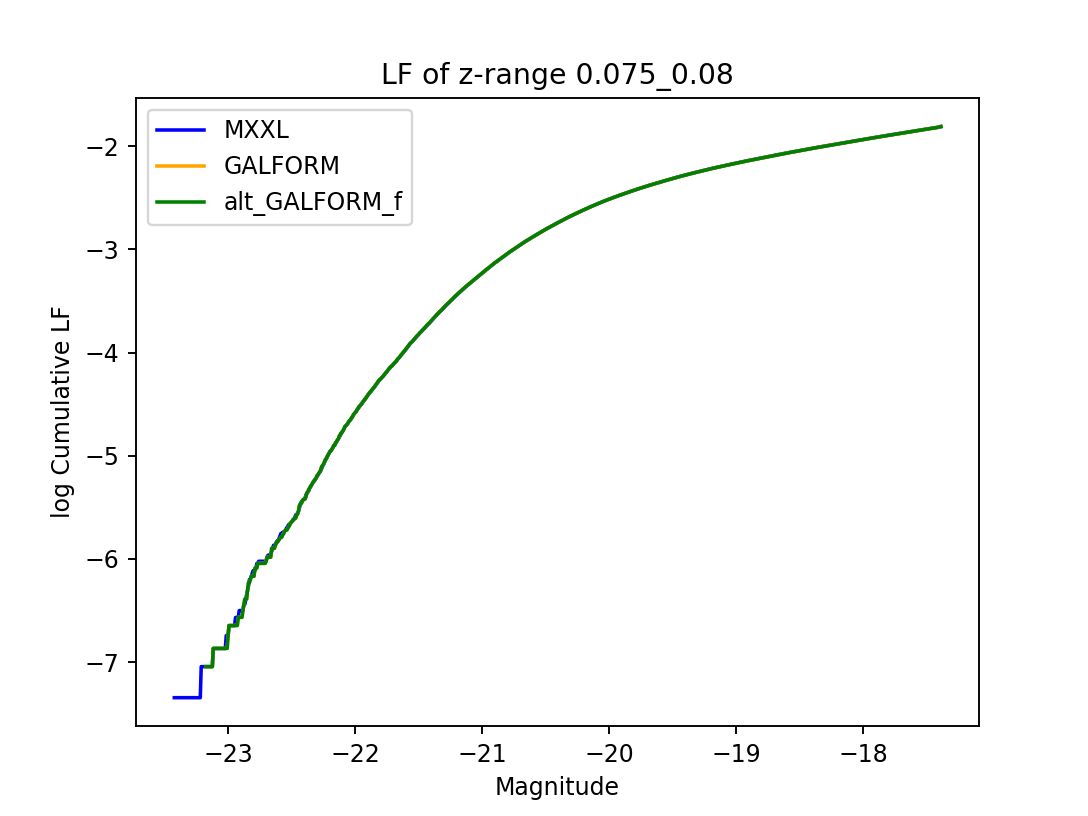 LF of z-range 0.075_0.08
MXXL
GALFORM
alt_GALFORM_f
−2
−3
−4
−5
−6
−7
log Cumulative LF
−23
−22
−21
−20
−19
−18
Magnitude